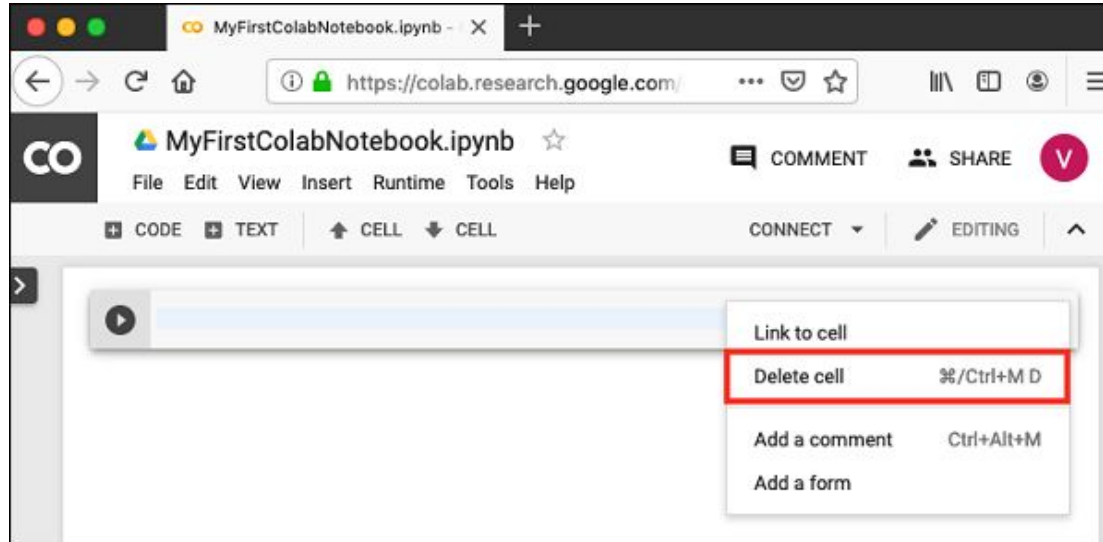 MyFirstColabNotebook.ipynb -
https://colab.research.google.com/
CO MyFirstColabNotebook.ipynb
COMMENT SHARE V
File Edit View Insert Runtime Tools Help
CODE TEXT CELL CELL CONNECT EDITING
Link to cell
Delete cell ⌘/Ctrl+M D
Add a comment Ctrl+Alt+M
Add a form